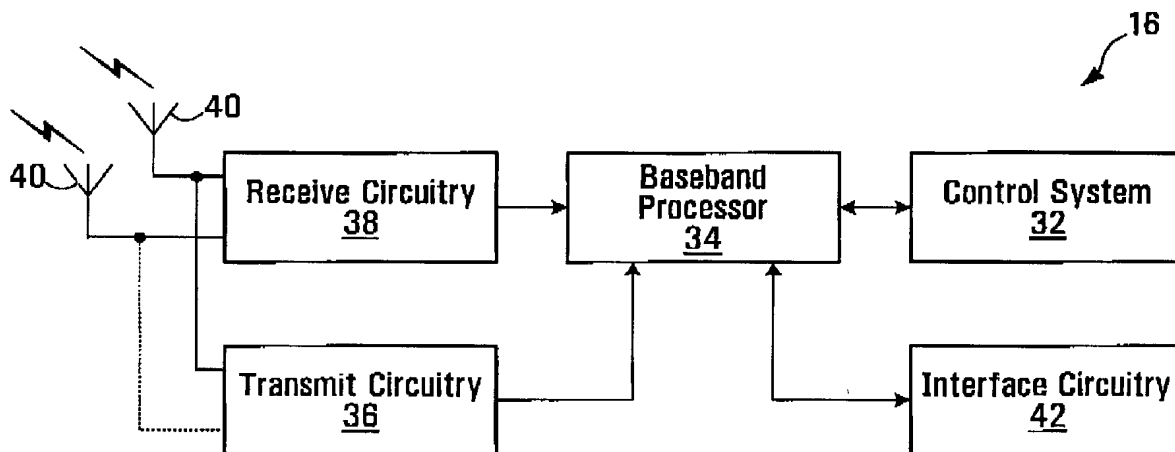 16
40
40
Receive Circuitry
38
Baseband
Processor
34
Control System
32
Transmit Circuitry
36
Interface Circuitry
42